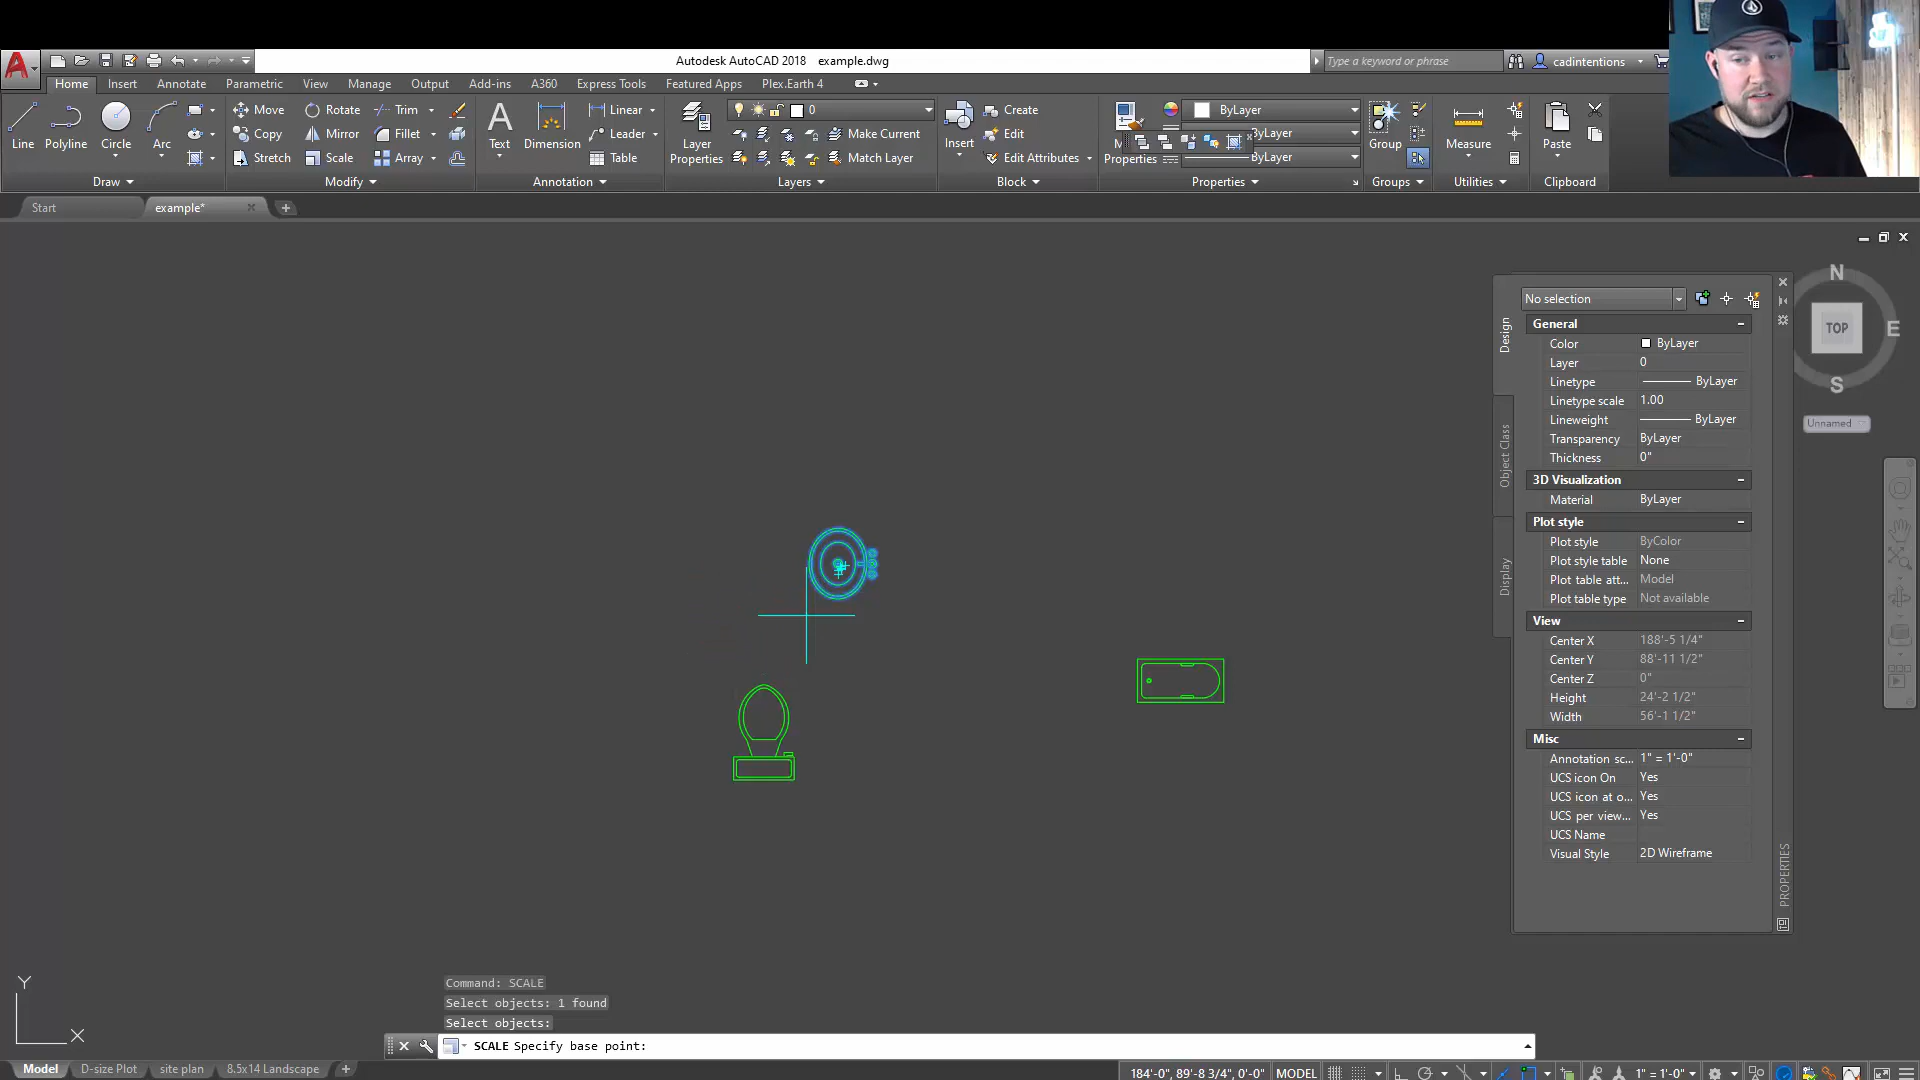 Autodesk AutoCAD 2018 example.dwg
Type a keyword or phrase
cadintentions
Home Insert Annotate Parametric View Manage Output Add-ins A360 Express Tools Featured Apps Plex.Earth 4
Line Polyline Circle Arc
Move Rotate Trim
Copy Mirror Fillet
Stretch Scale Array
Text Dimension
Linear
Leader
Table
Layer
Properties
0
Make Current
Match Layer
Insert
Create
Edit
Edit Attributes
Properties
ByLayer
ByLayer
ByLayer
Group
Measure
Paste
Draw Modify Annotation Layers Block Properties Groups Utilities Clipboard
Start example*
N
TOP
E
S
Unnamed
Design
Object Class
Display
PROPERTIES
No selection
General
Color ByLayer
Layer 0
Linetype ByLayer
Linetype scale 1.00
Lineweight ByLayer
Transparency ByLayer
Thickness 0"
3D Visualization
Material ByLayer
Plot style
Plot style ByColor
Plot style table None
Plot table att... Model
Plot table type Not available
View
Center X 188'-5 1/4"
Center Y 88'-11 1/2"
Center Z 0"
Height 24'-2 1/2"
Width 56'-1 1/2"
Misc
Annotation sc... 1" = 1'-0"
UCS icon On Yes
UCS icon at o... Yes
UCS per view... Yes
UCS Name
Visual Style 2D Wireframe
Y
X
Command: SCALE
Select objects: 1 found
Select objects:
SCALE Specify base point:
Model D-size Plot site plan 8.5x14 Landscape
184'-0", 89'-8 3/4", 0'-0" MODEL 1" = 1'-0"